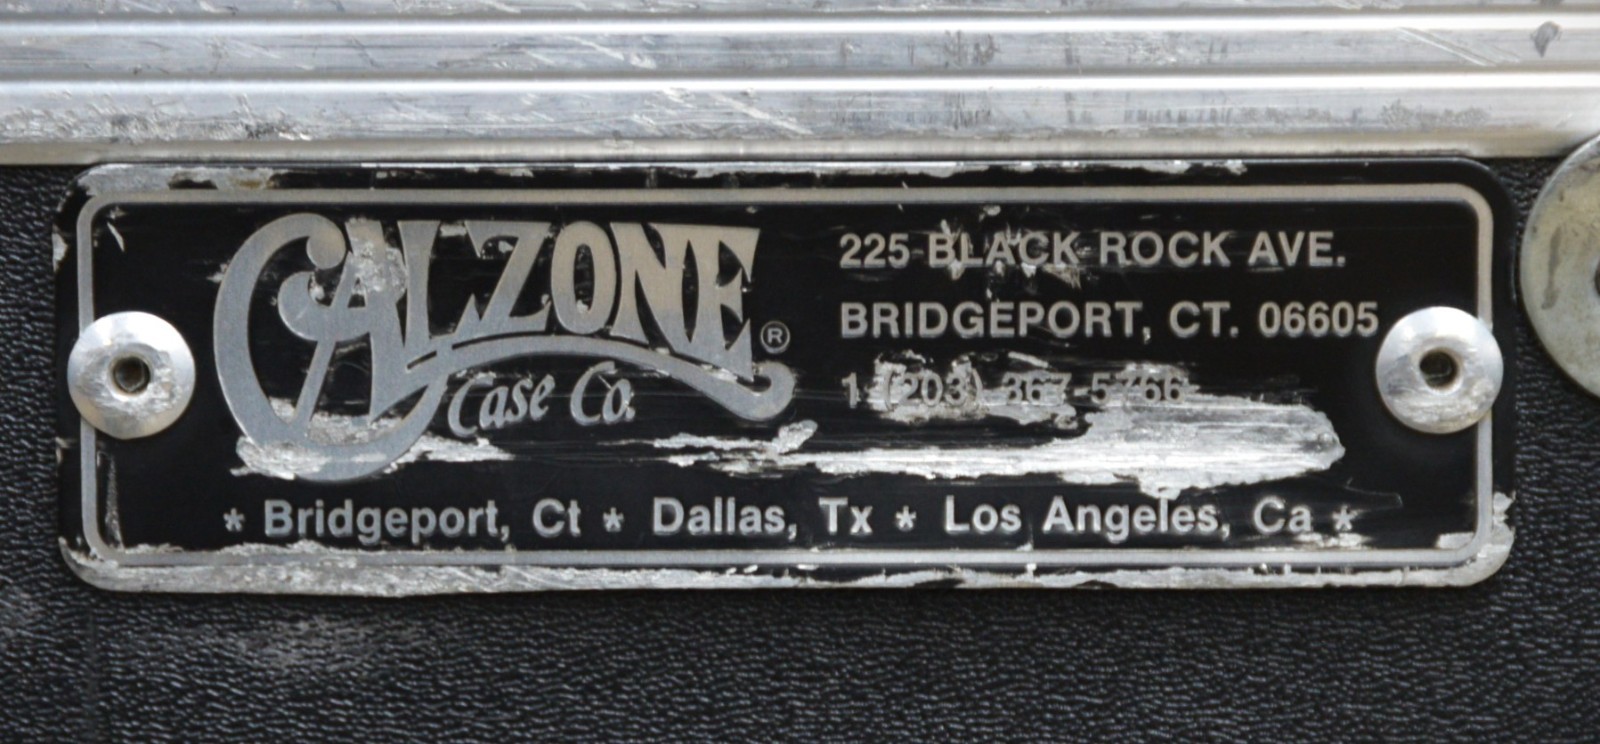 CALZONE ®
Case Co.
225 BLACK ROCK AVE.
BRIDGEPORT, CT. 06605
1 (203) 367-5766
* Bridgeport, Ct * Dallas, Tx * Los Angeles, Ca *